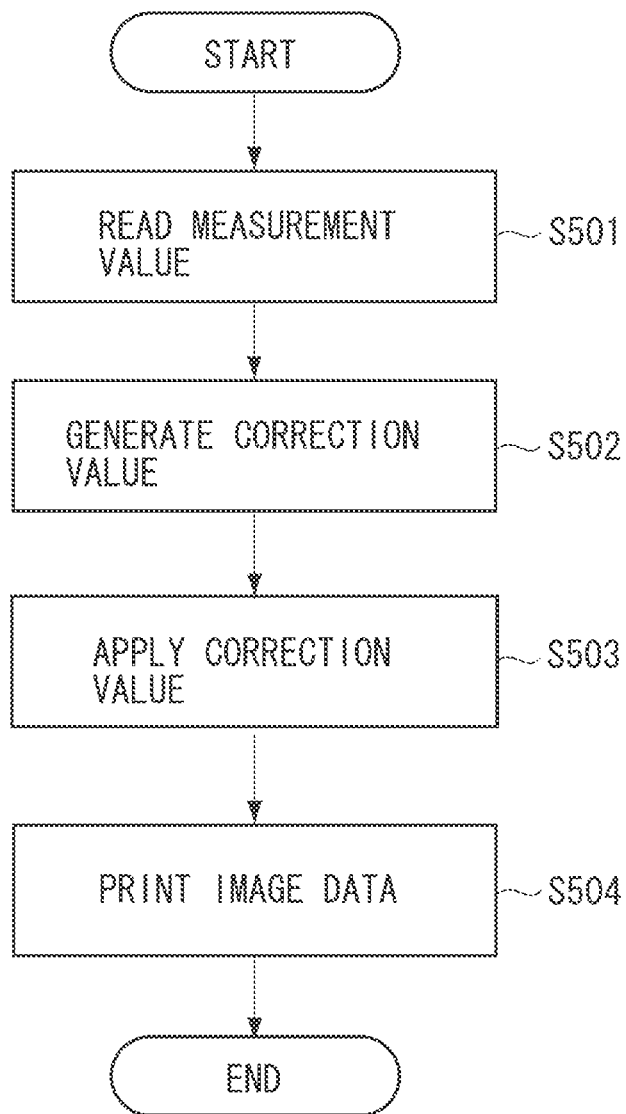 START
READ MEASUREMENT
VALUE
S501
GENERATE CORRECTION
VALUE
S502
APPLY CORRECTION
VALUE
S503
PRINT IMAGE DATA
S504
END